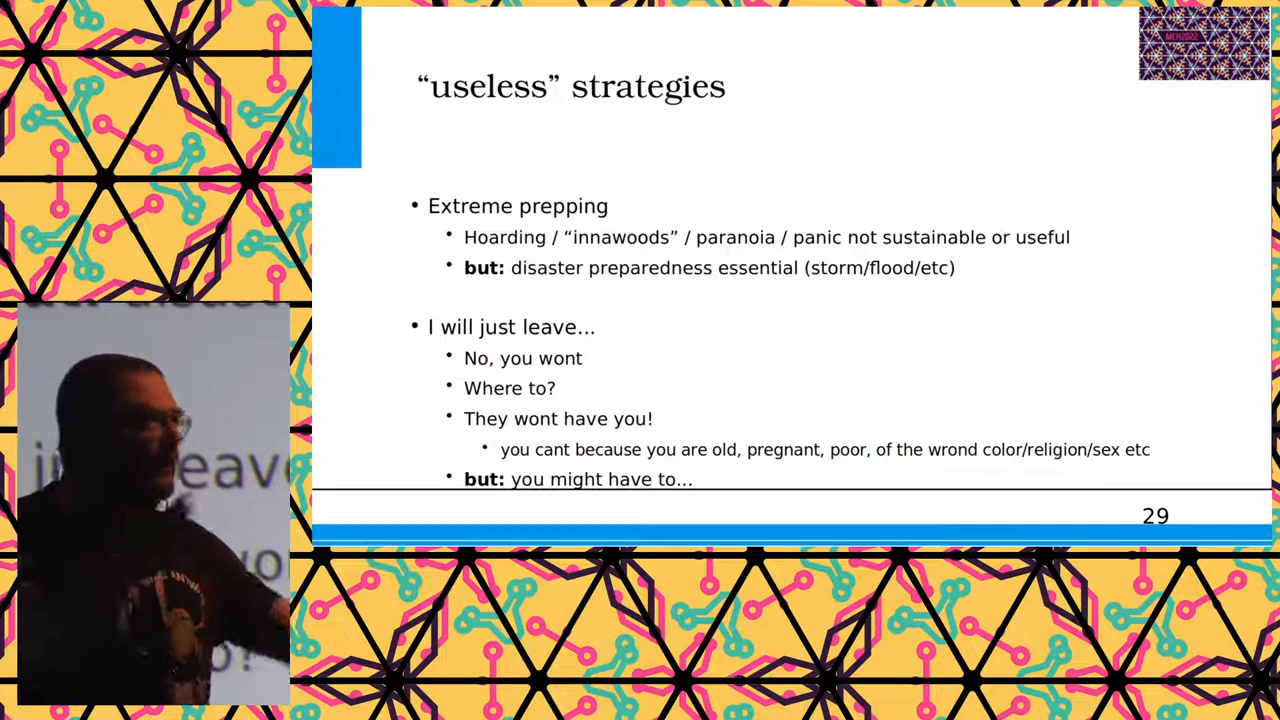 MCH2022
“useless” strategies
• Extreme prepping
• Hoarding / “innawoods” / paranoia / panic not sustainable or useful
• but: disaster preparedness essential (storm/flood/etc)
• I will just leave...
• No, you wont
• Where to?
• They wont have you!
• you cant because you are old, pregnant, poor, of the wrond color/religion/sex etc
• but: you might have to...
29